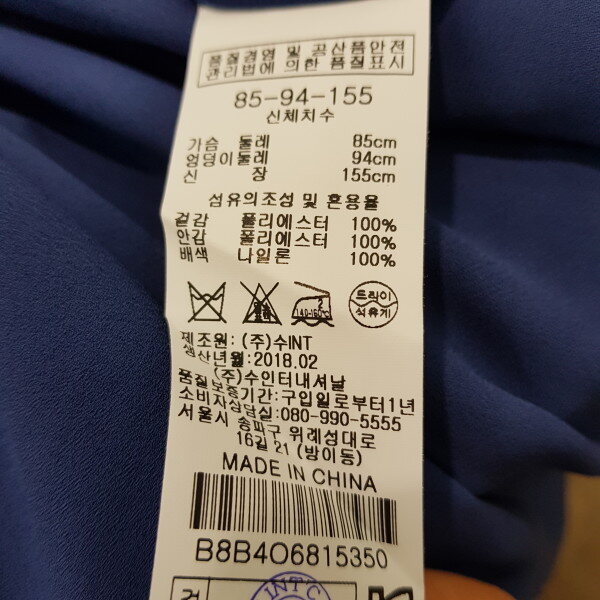 품질경영 및 공산품안전
관리법에 의한 품질표시
85-94-155
신체치수
가슴 둘레 85cm
엉덩이둘레 94cm
신 장 155cm
섬유의조성 및 혼용율
겉감 폴리에스터 100%
안감 폴리에스터 100%
배색 나일론 100%
2
140-160℃
드라이
석유계
제조원: (주)수INT
생산년월:2018.02
(주)수인터내셔날
품질보증기간:구입일로부터1년
소비자상담실:080-990-5555
서울시 송파구 위례성대로
16길 21 (방이동)
MADE IN CHINA
B8B4O6815350
검
INT'C